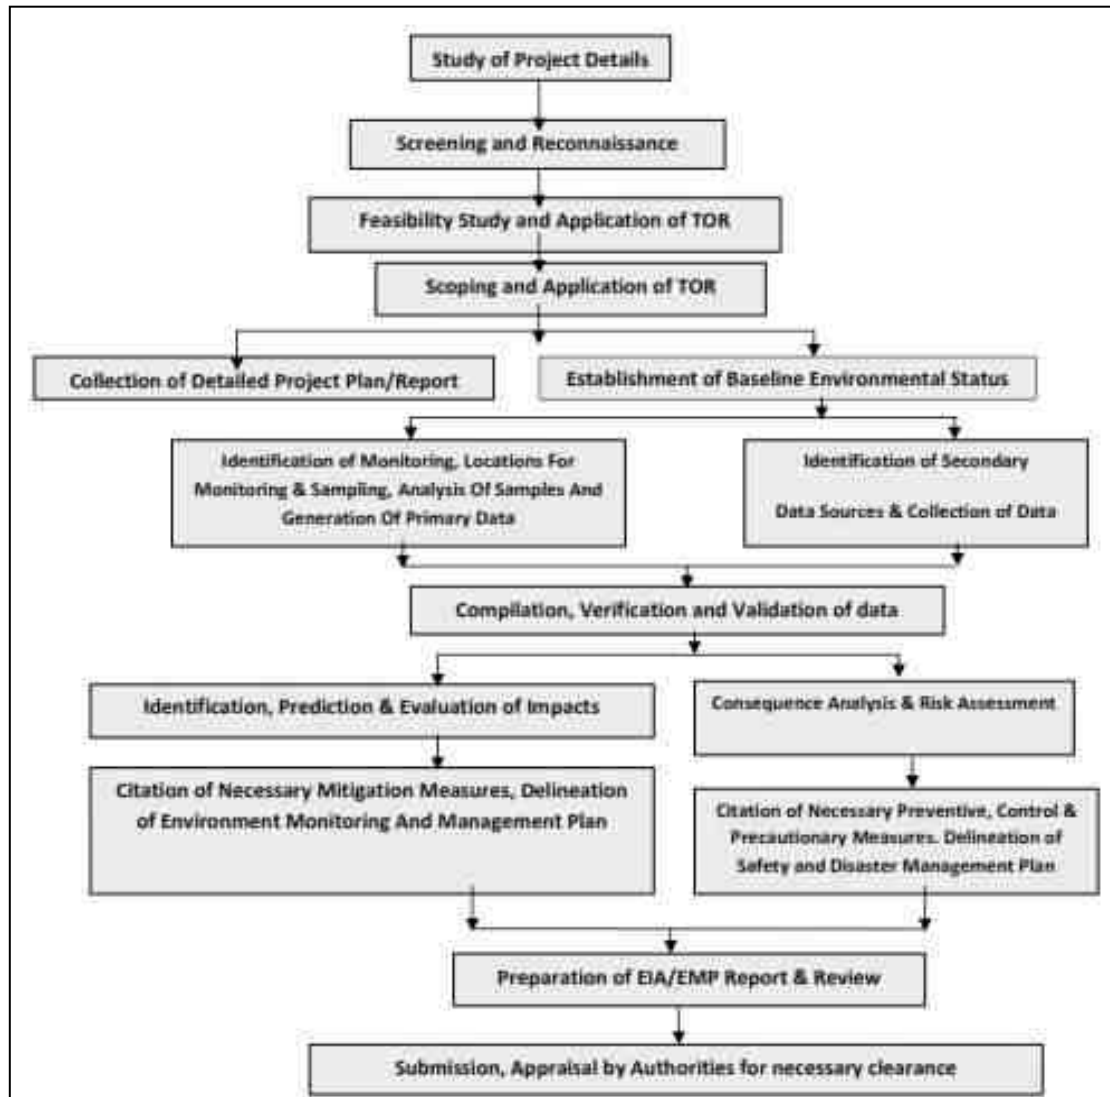 Study of Project Details
Screening and Reconnaissance
Feasibility Study and Application of TOR
Scoping and Application of TOR
Collection of Detailed Project Plan/Report
Establishment of Baseline Environmental Status
Identification of Monitoring, Locations For
Monitoring & Sampling, Analysis Of Samples And
Generation Of Primary Data
Identification of Secondary
Data Sources & Collection of Data
Compilation, Verification and Validation of data
Identification, Prediction & Evaluation of Impacts
Consequence Analysis & Risk Assessment
Citation of Necessary Mitigation Measures, Delineation
of Environment Monitoring And Management Plan
Citation of Necessary Preventive, Control &
Precautionary Measures. Delineation of
Safety and Disaster Management Plan
Preparation of EIA/EMP Report & Review
Submission, Appraisal by Authorities for necessary clearance